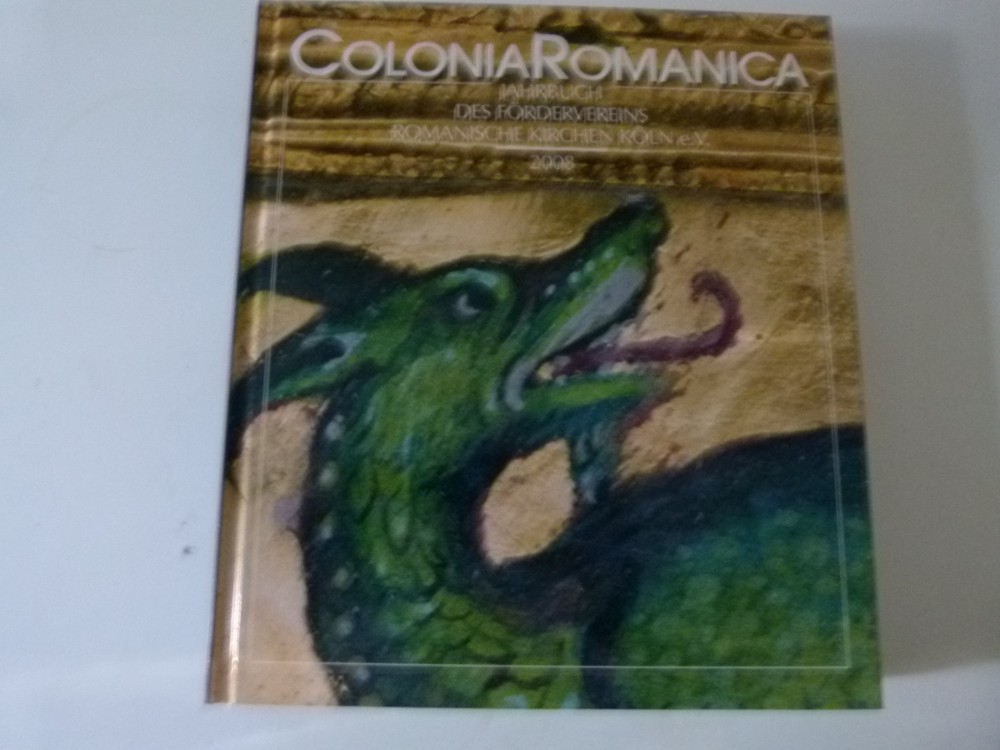 COLONIAROMANICA
JAHRBUCH
DES FÖRDERVEREINS
ROMANISCHE KIRCHEN KÖLN e.V.
2008